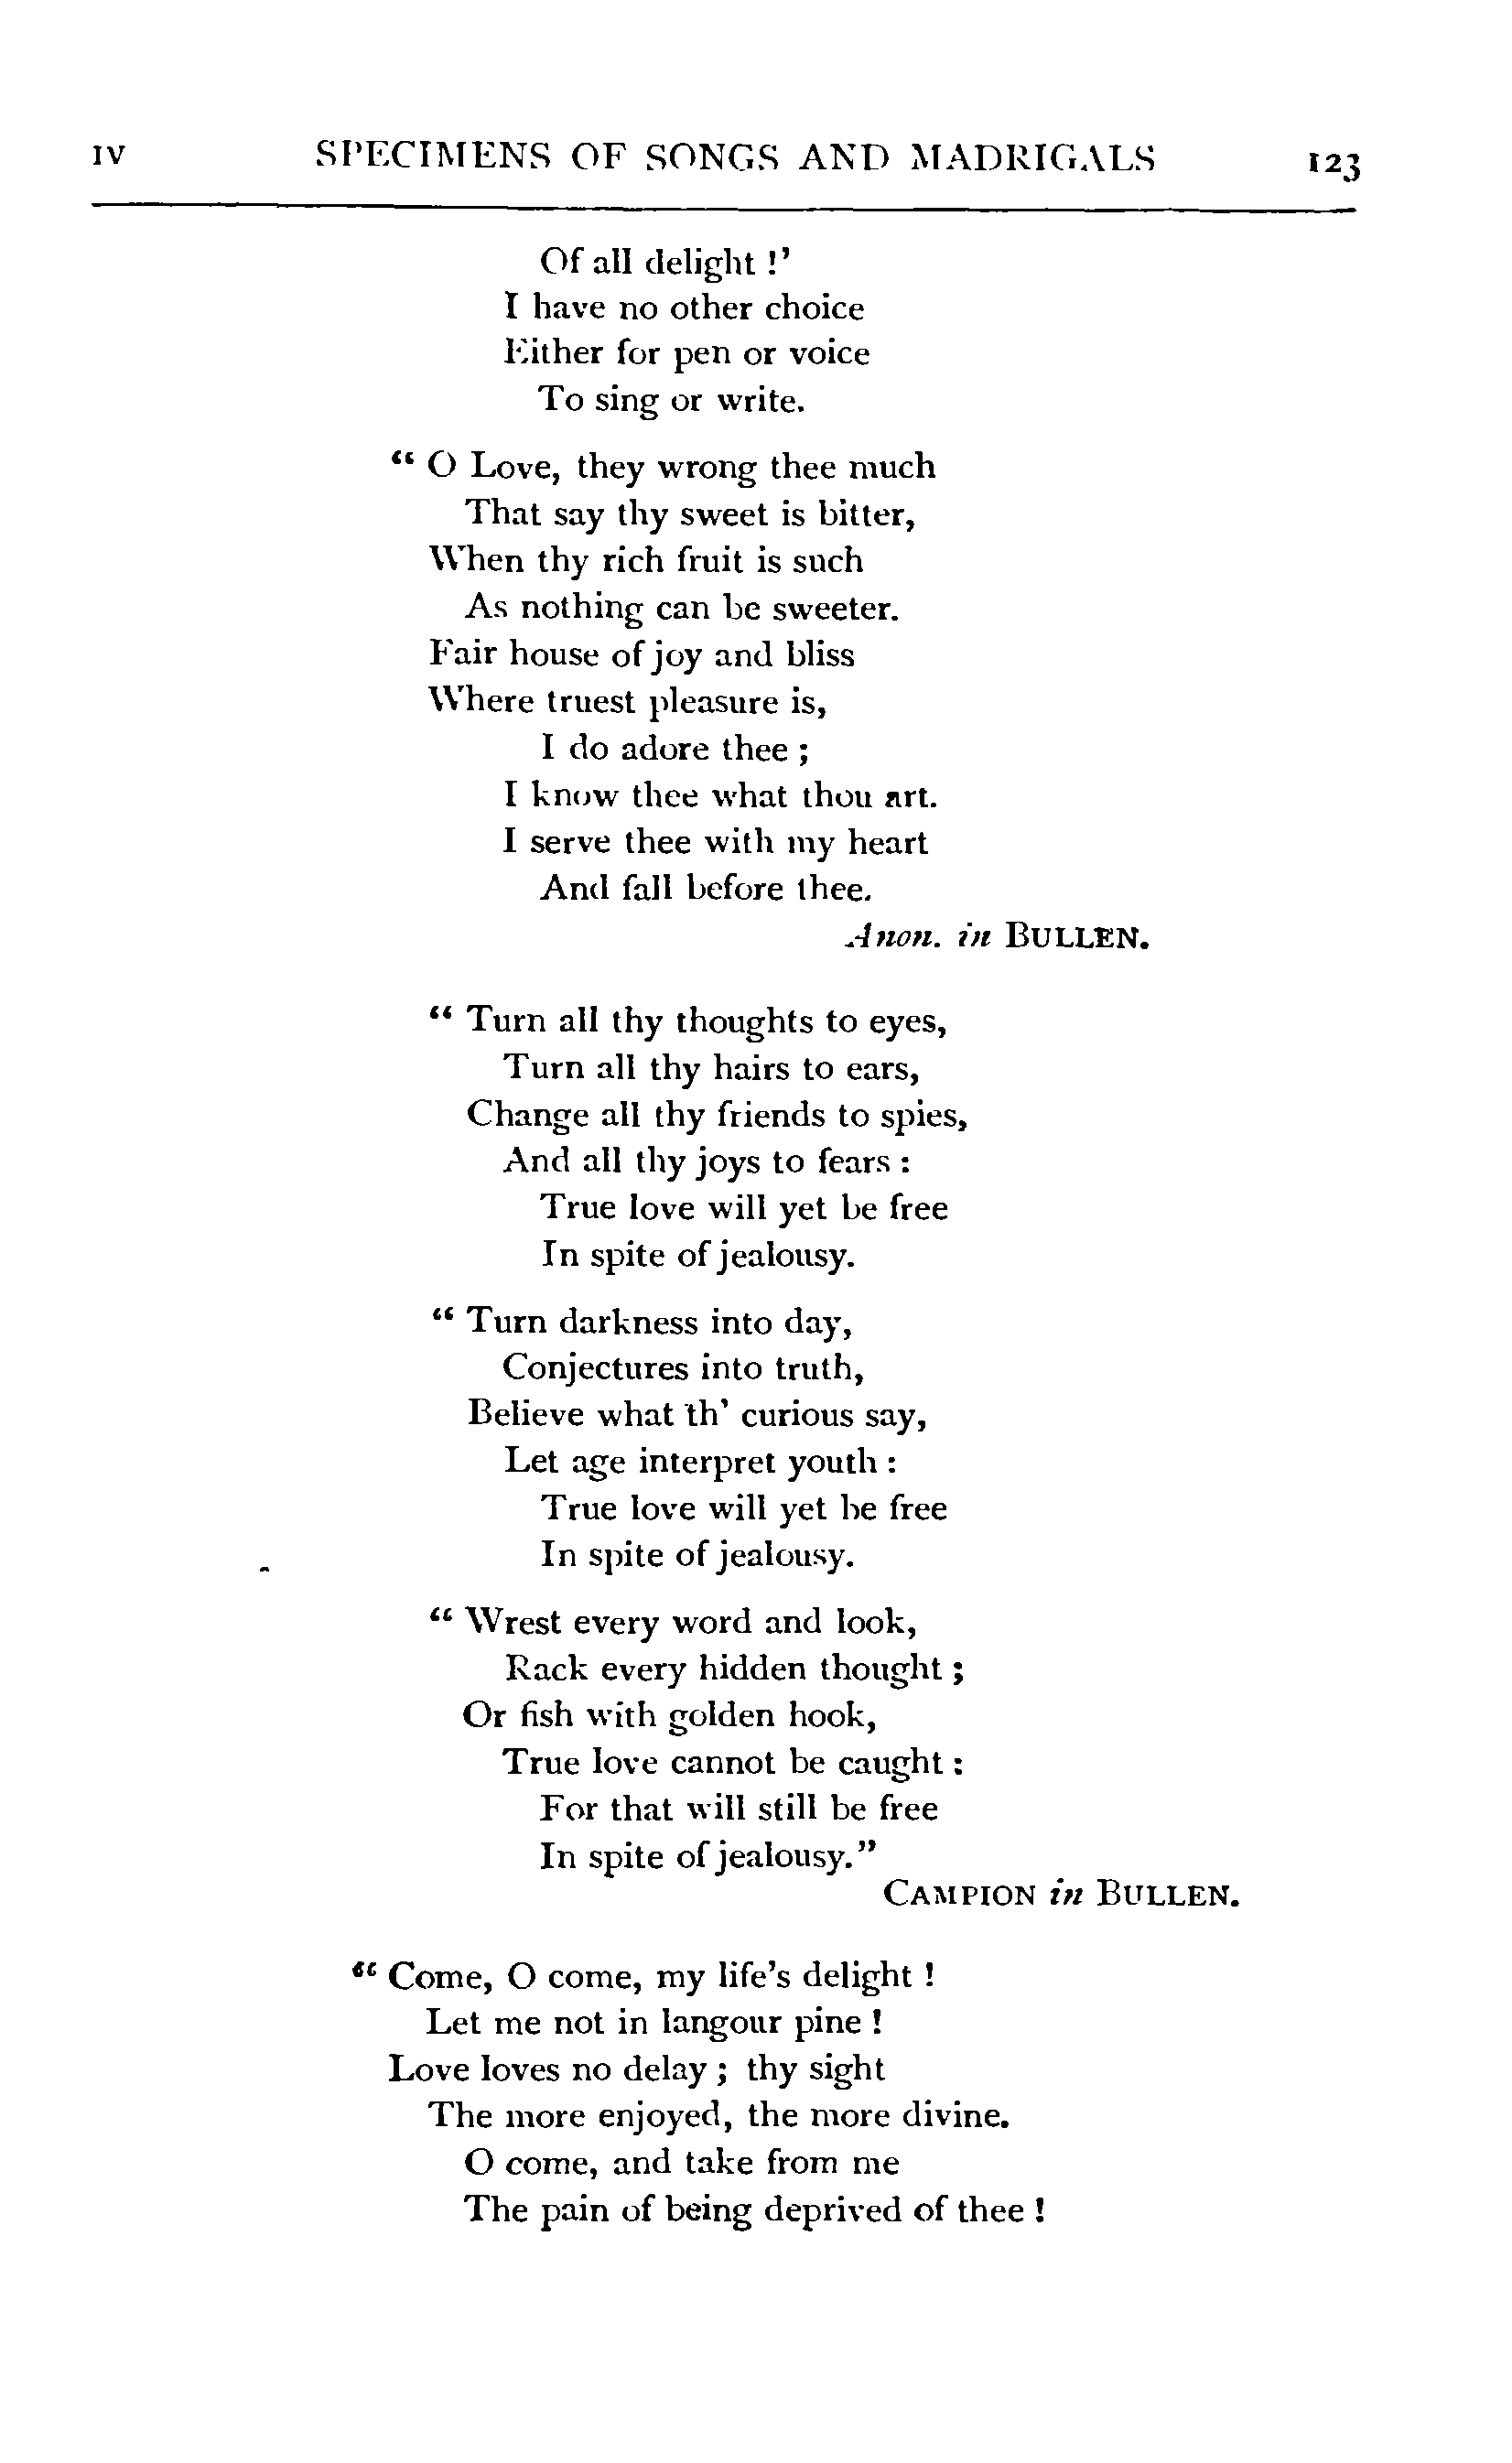 IV SPECIMENS OF SONGS AND MADRIGALS 123
Of all delight !’
I have no other choice
Either for pen or voice
To sing or write.
“ O Love, they wrong thee much
That say thy sweet is bitter,
When thy rich fruit is such
As nothing can be sweeter.
Fair house of joy and bliss
Where truest pleasure is,
I do adore thee ;
I know thee what thou art.
I serve thee with my heart
And fall before thee.
Anon. in BULLEN.
“ Turn all thy thoughts to eyes,
Turn all thy hairs to ears,
Change all thy friends to spies,
And all thy joys to fears :
True love will yet be free
In spite of jealousy.
“ Turn darkness into day,
Conjectures into truth,
Believe what th’ curious say,
Let age interpret youth :
True love will yet be free
In spite of jealousy.
“ Wrest every word and look,
Rack every hidden thought ;
Or fish with golden hook,
True love cannot be caught :
For that will still be free
In spite of jealousy.”
CAMPION in BULLEN.
“ Come, O come, my life’s delight !
Let me not in langour pine !
Love loves no delay ; thy sight
The more enjoyed, the more divine.
O come, and take from me
The pain of being deprived of thee !